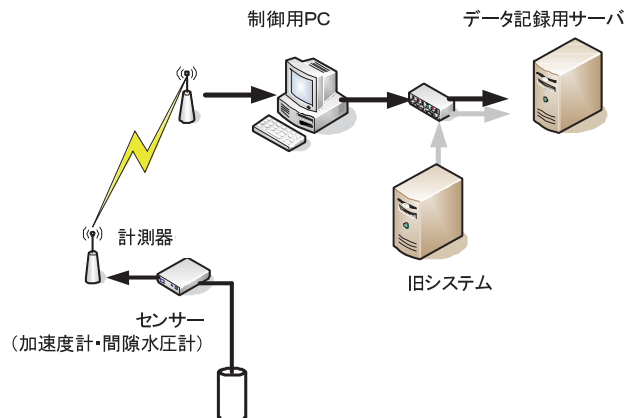 制御用PC
データ記録用サーバ
計測器
旧システム
センサー
（加速度計・間隙水圧計）